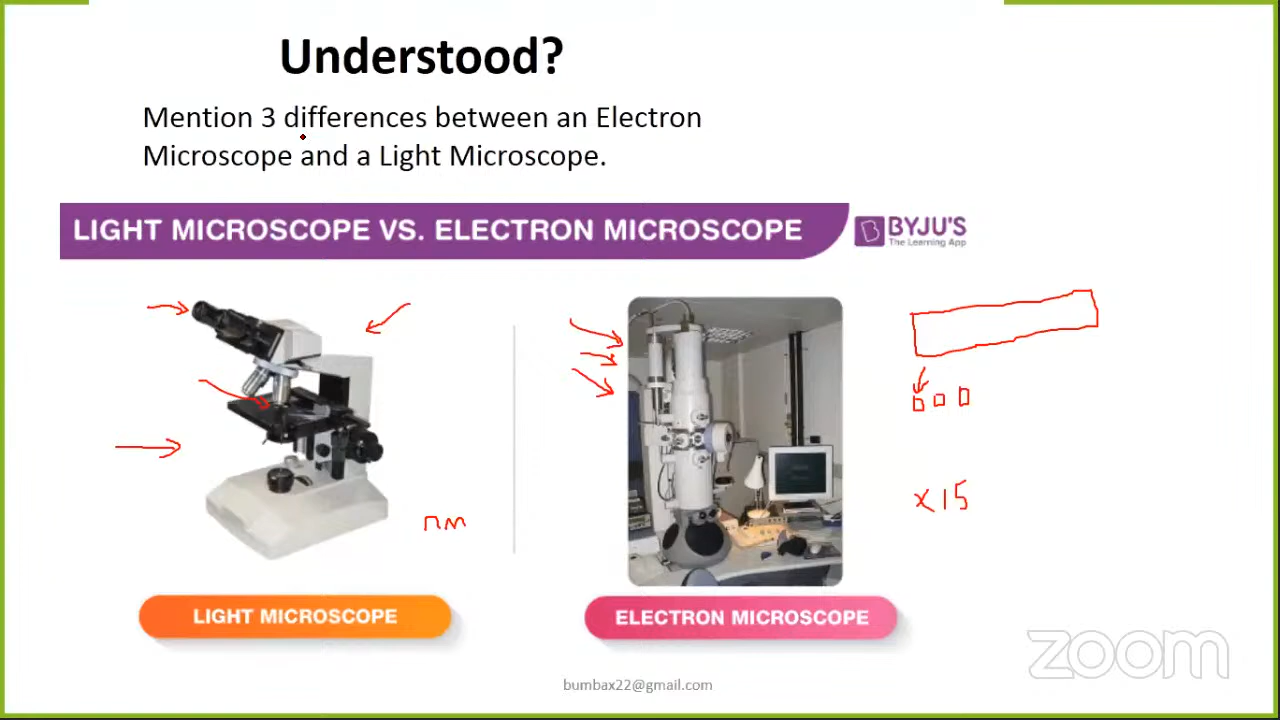 Understood?
Mention 3 differences between an Electron
Microscope and a Light Microscope.
LIGHT MICROSCOPE VS. ELECTRON MICROSCOPE
BYJU'S
The Learning App
nm
x15
LIGHT MICROSCOPE
ELECTRON MICROSCOPE
zoom
bumbax22@gmail.com